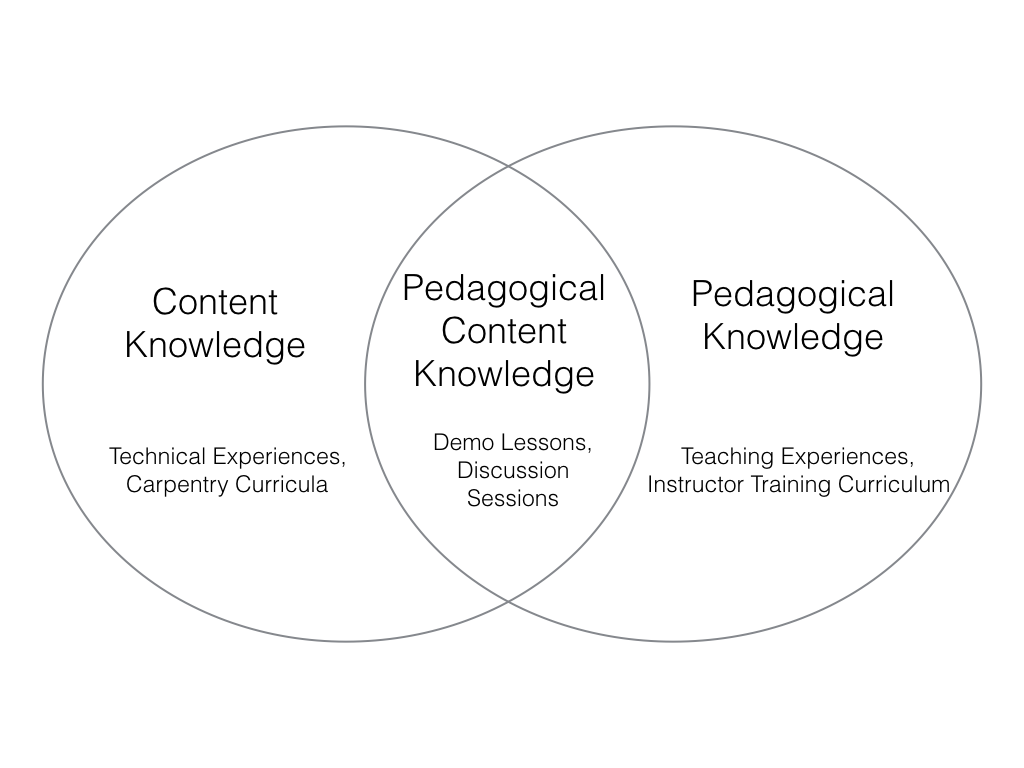 Content
Knowledge
Technical Experiences,
Carpentry Curricula
Pedagogical
Content
Knowledge
Demo Lessons,
Discussion
Sessions
Pedagogical
Knowledge
Teaching Experiences,
Instructor Training Curriculum